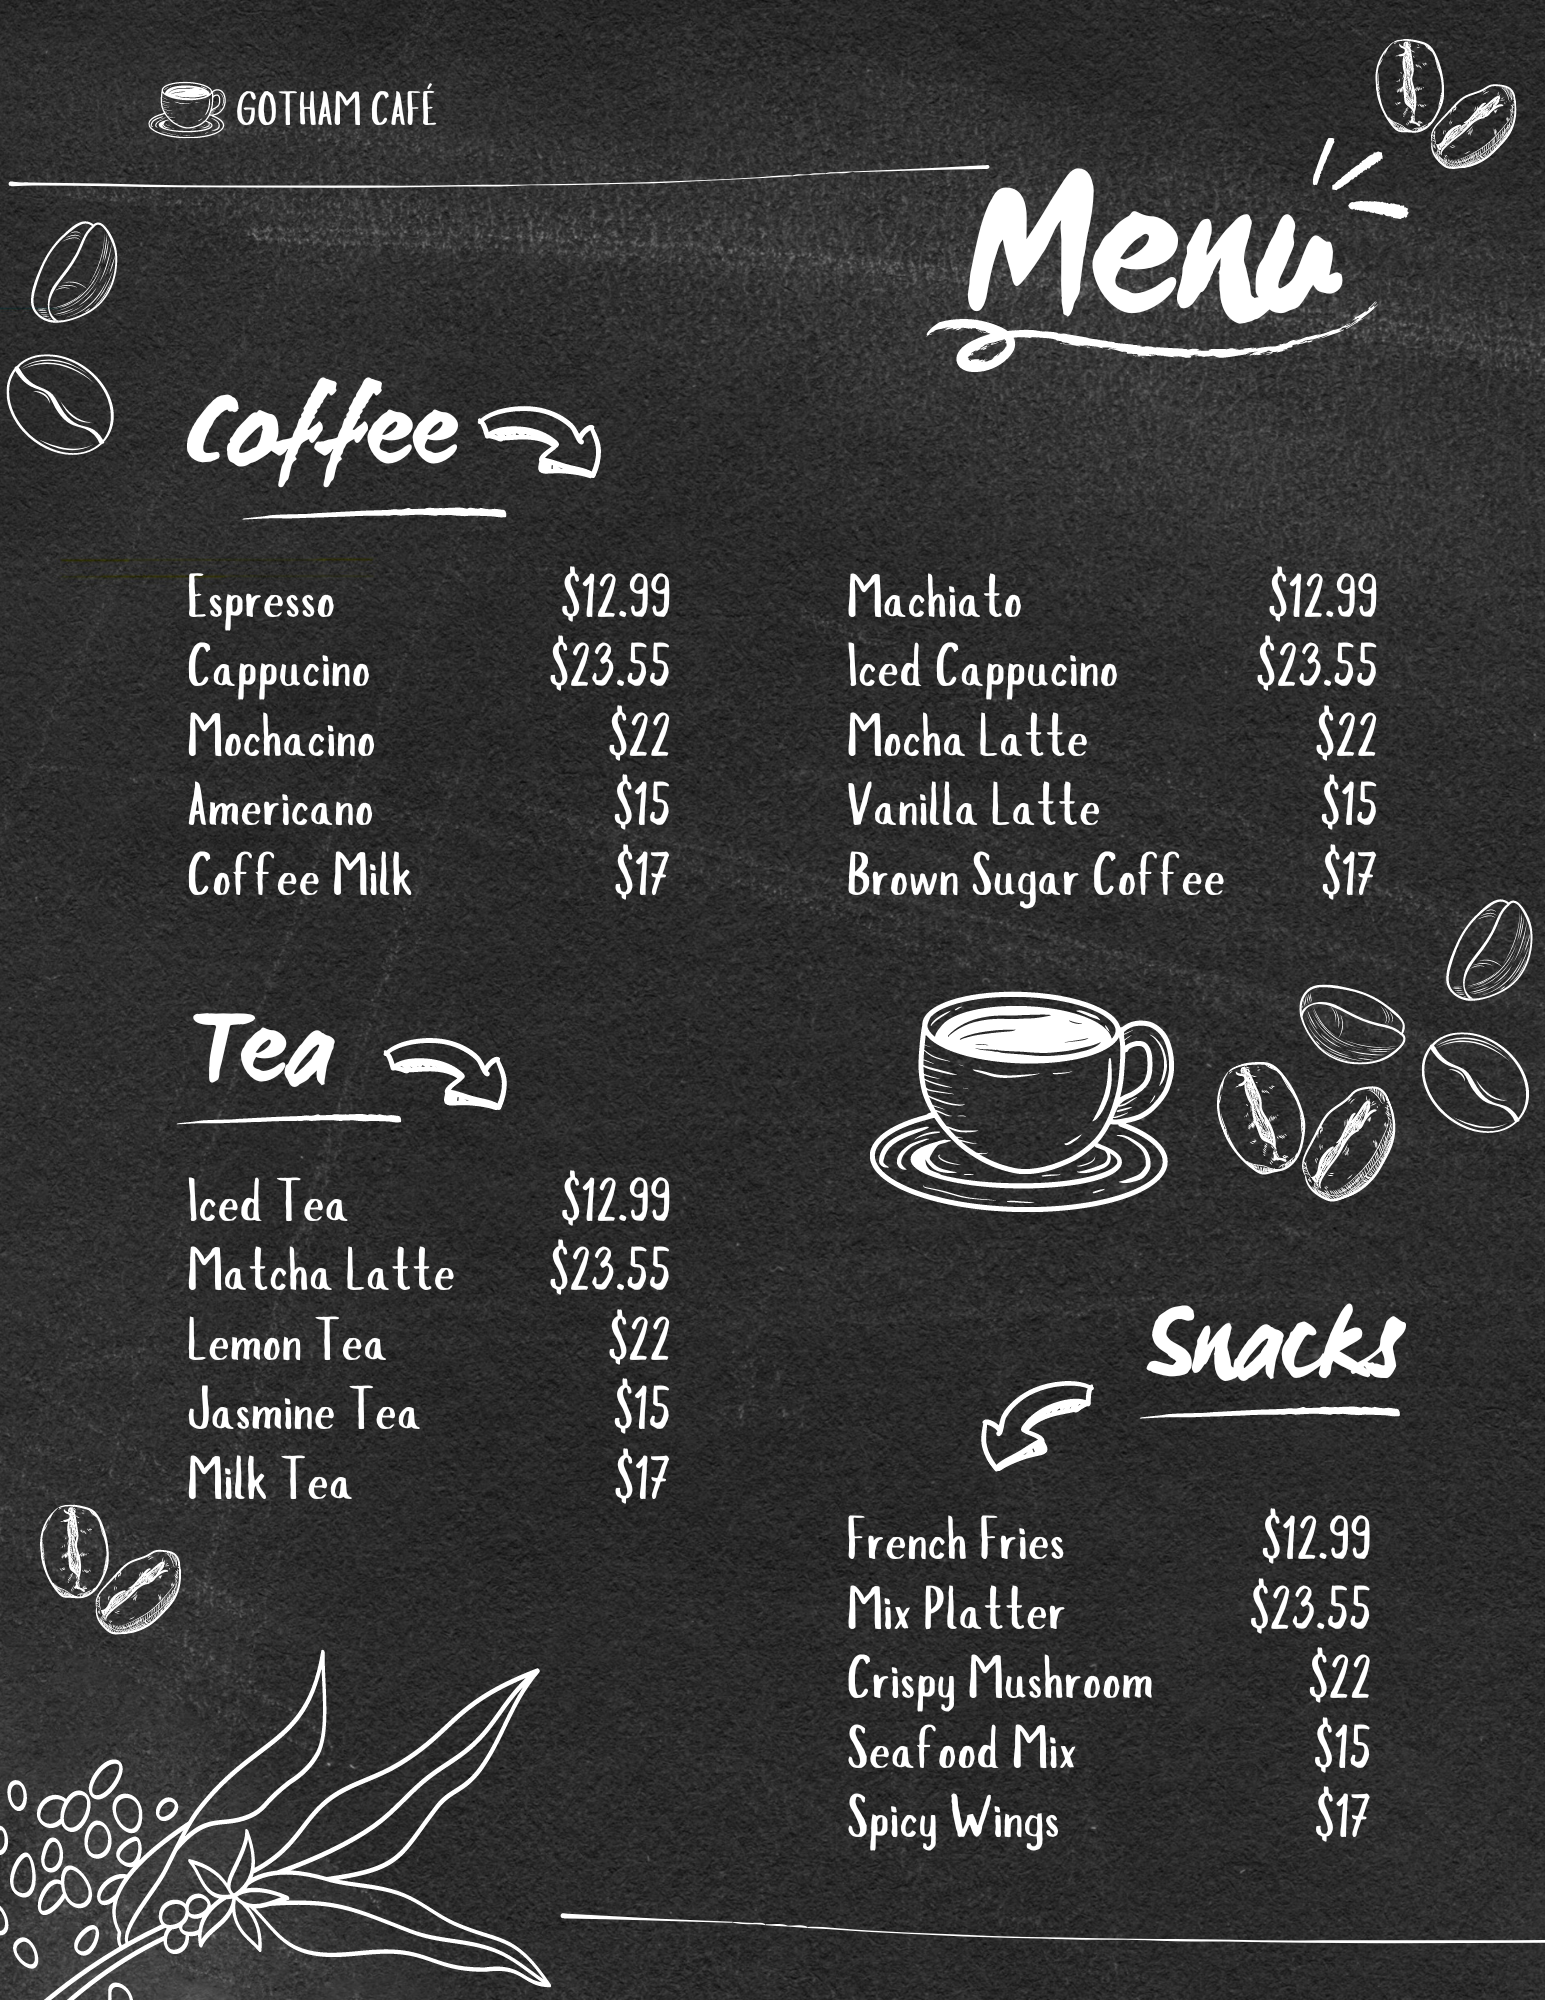 GOTHAM CAFÉ
Menu
Coffee
Espresso $12.99
Cappucino $23.55
Mochacino $22
Americano $15
Coffee Milk $17
Machiato $12.99
Iced Cappucino $23.55
Mocha Latte $22
Vanilla Latte $15
Brown Sugar Coffee $17
Tea
Iced Tea $12.99
Matcha Latte $23.55
Lemon Tea $22
Jasmine Tea $15
Milk Tea $17
Snacks
French Fries $12.99
Mix Platter $23.55
Crispy Mushroom $22
Seafood Mix $15
Spicy Wings $17